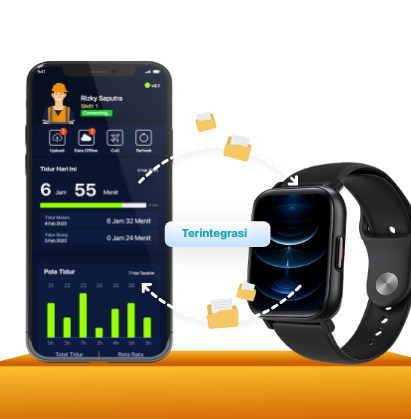 9:41
v3.1
Rizky Saputra
Shift: 1
Connecting...
Upload
Data Offline
Cuti
Refresh
Tidur Hari Ini
6 Jam 55 Menit
Tidur Malam
4 Feb 2020
6 Jam 32 Menit
Tidur Siang
3 Feb 2020
0 Jam 24 Menit
Terintegrasi
Pola Tidur
7 Hari Terakhir
21 22 23 24 25 26
5h 3h 7h 2h 4h 5h 3h
Total Tidur
Rata Rata